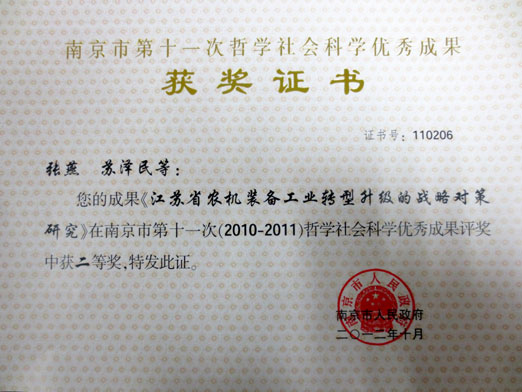 南京市第十一次哲学社会科学优秀成果
获奖证书
证书号：110206
张燕 苏泽民等：
您的成果《江苏省农机装备工业转型升级的战略对策
研究》在南京市第十一次(2010-2011)哲学社会科学优秀成果评奖
中获二等奖，特发此证。
南京市人民政府
南京市人民政府
二〇一二年十月